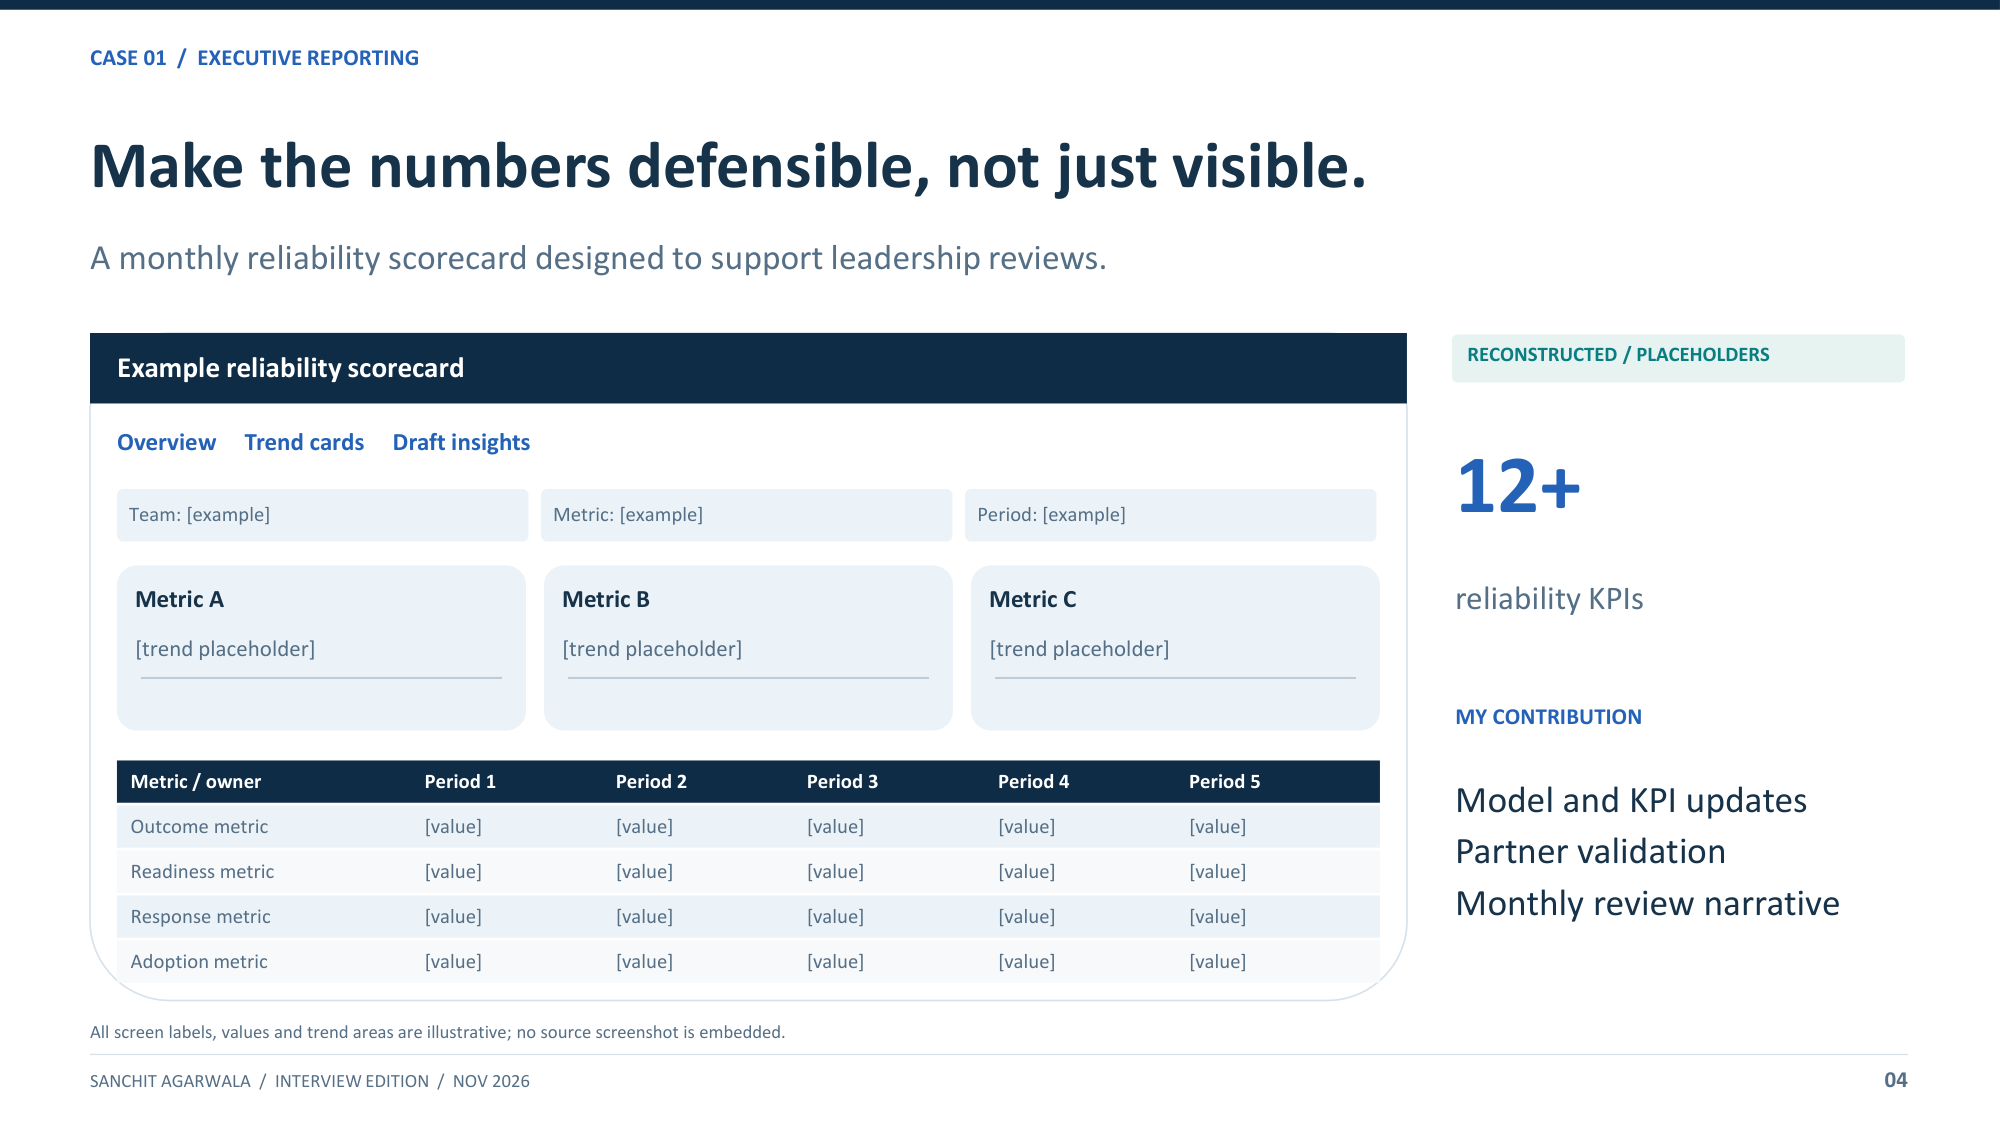 CASE 01 / EXECUTIVE REPORTING
Make the numbers defensible, not just visible.
A monthly reliability scorecard designed to support leadership reviews.
Example reliability scorecard
Overview Trend cards Draft insights
Team: [example] Metric: [example] Period: [example]
Metric A Metric B Metric C
[trend placeholder] [trend placeholder] [trend placeholder]
Metric / owner Period 1 Period 2 Period 3 Period 4 Period 5
Outcome metric [value] [value] [value] [value] [value]
Readiness metric [value] [value] [value] [value] [value]
Response metric [value] [value] [value] [value] [value]
Adoption metric [value] [value] [value] [value] [value]
RECONSTRUCTED / PLACEHOLDERS
12+
reliability KPIs
MY CONTRIBUTION
Model and KPI updates
Partner validation
Monthly review narrative
All screen labels, values and trend areas are illustrative; no source screenshot is embedded.
SANCHIT AGARWALA / INTERVIEW EDITION / NOV 2026
04